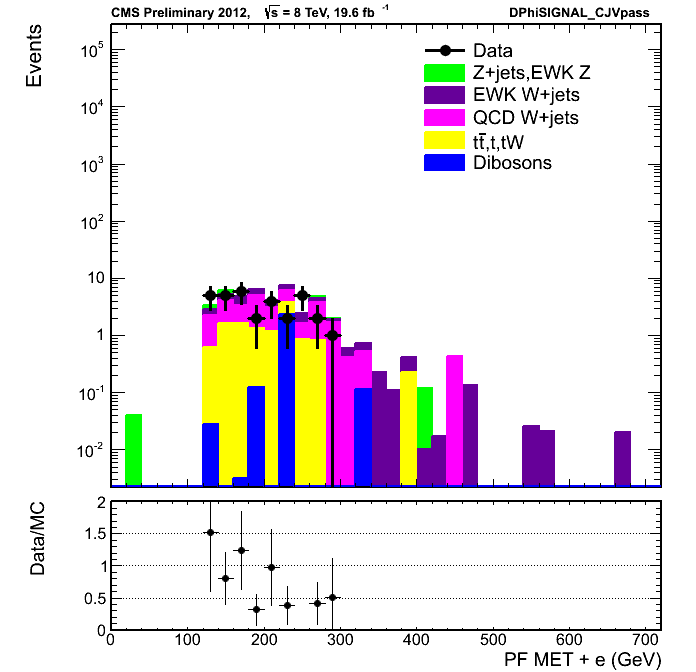 CMS Preliminary 2012, √s = 8 TeV, 19.6 fb⁻¹ DPhiSIGNAL_CJVpass
Events
10⁵
10⁴
10³
10²
10
1
10⁻¹
10⁻²
Data
Z+jets,EWK Z
EWK W+jets
QCD W+jets
tt̄,t,tW
Dibosons
Data/MC
2
1.5
1
0.5
0
0 100 200 300 400 500 600 700
PF MET + e (GeV)